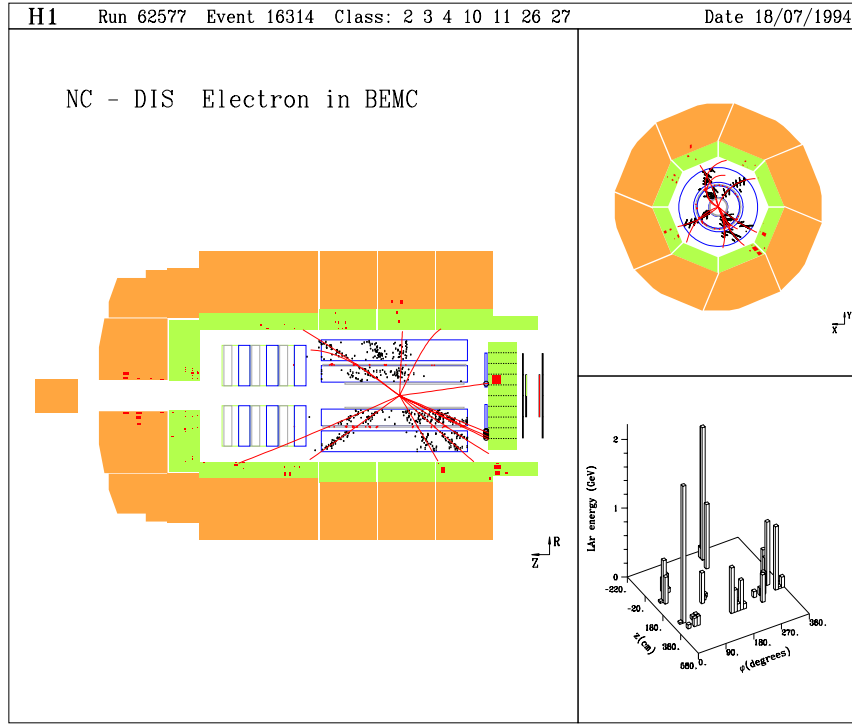 H1 Run 62577 Event 16314 Class: 2 3 4 10 11 26 27 Date 18/07/1994
NC - DIS Electron in BEMC
Y
X
R
Z
LAr energy (GeV)
2
1
0
-220.
-20.
180.
380.
580.
z(cm)
0.
90.
180.
270.
360.
φ(degrees)